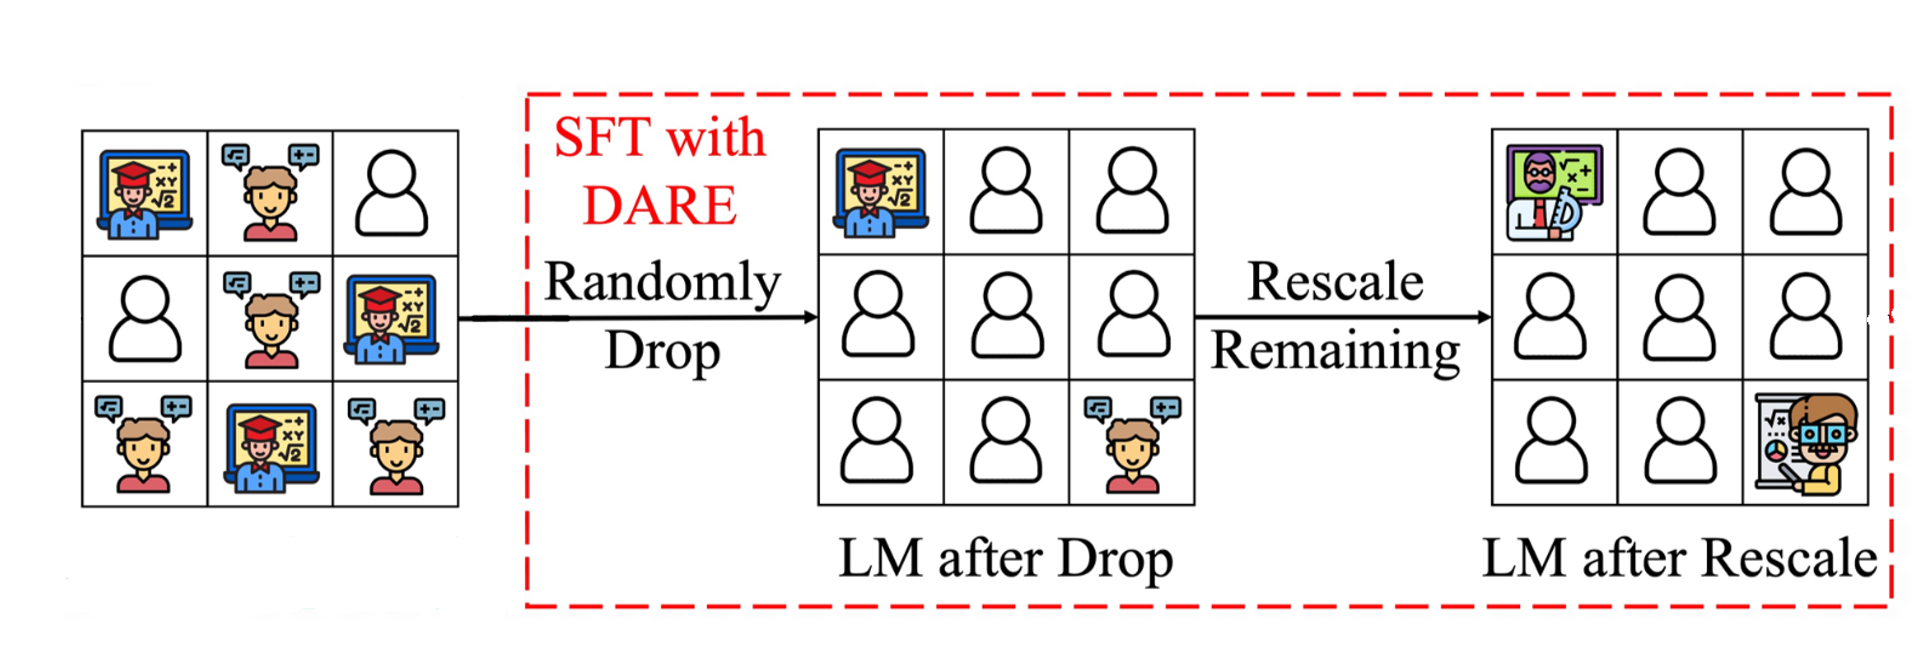 SFT with
DARE
Randomly
Drop
Rescale
Remaining
LM after Drop
LM after Rescale